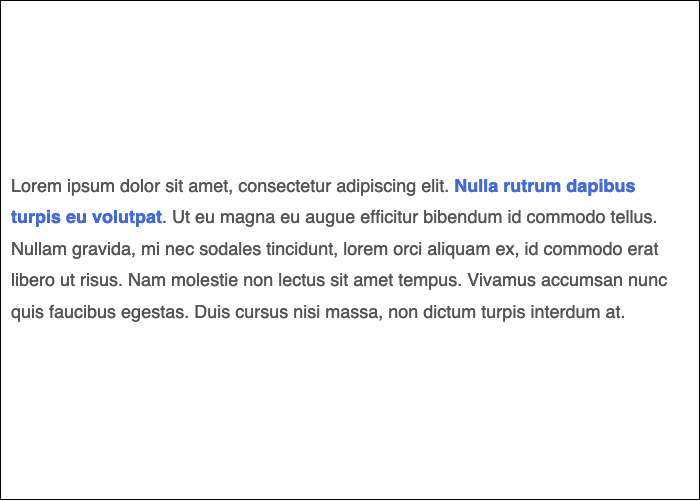 Lorem ipsum dolor sit amet, consectetur adipiscing elit. Nulla rutrum dapibus
turpis eu volutpat. Ut eu magna eu augue efficitur bibendum id commodo tellus.
Nullam gravida, mi nec sodales tincidunt, lorem orci aliquam ex, id commodo erat
libero ut risus. Nam molestie non lectus sit amet tempus. Vivamus accumsan nunc
quis faucibus egestas. Duis cursus nisi massa, non dictum turpis interdum at.